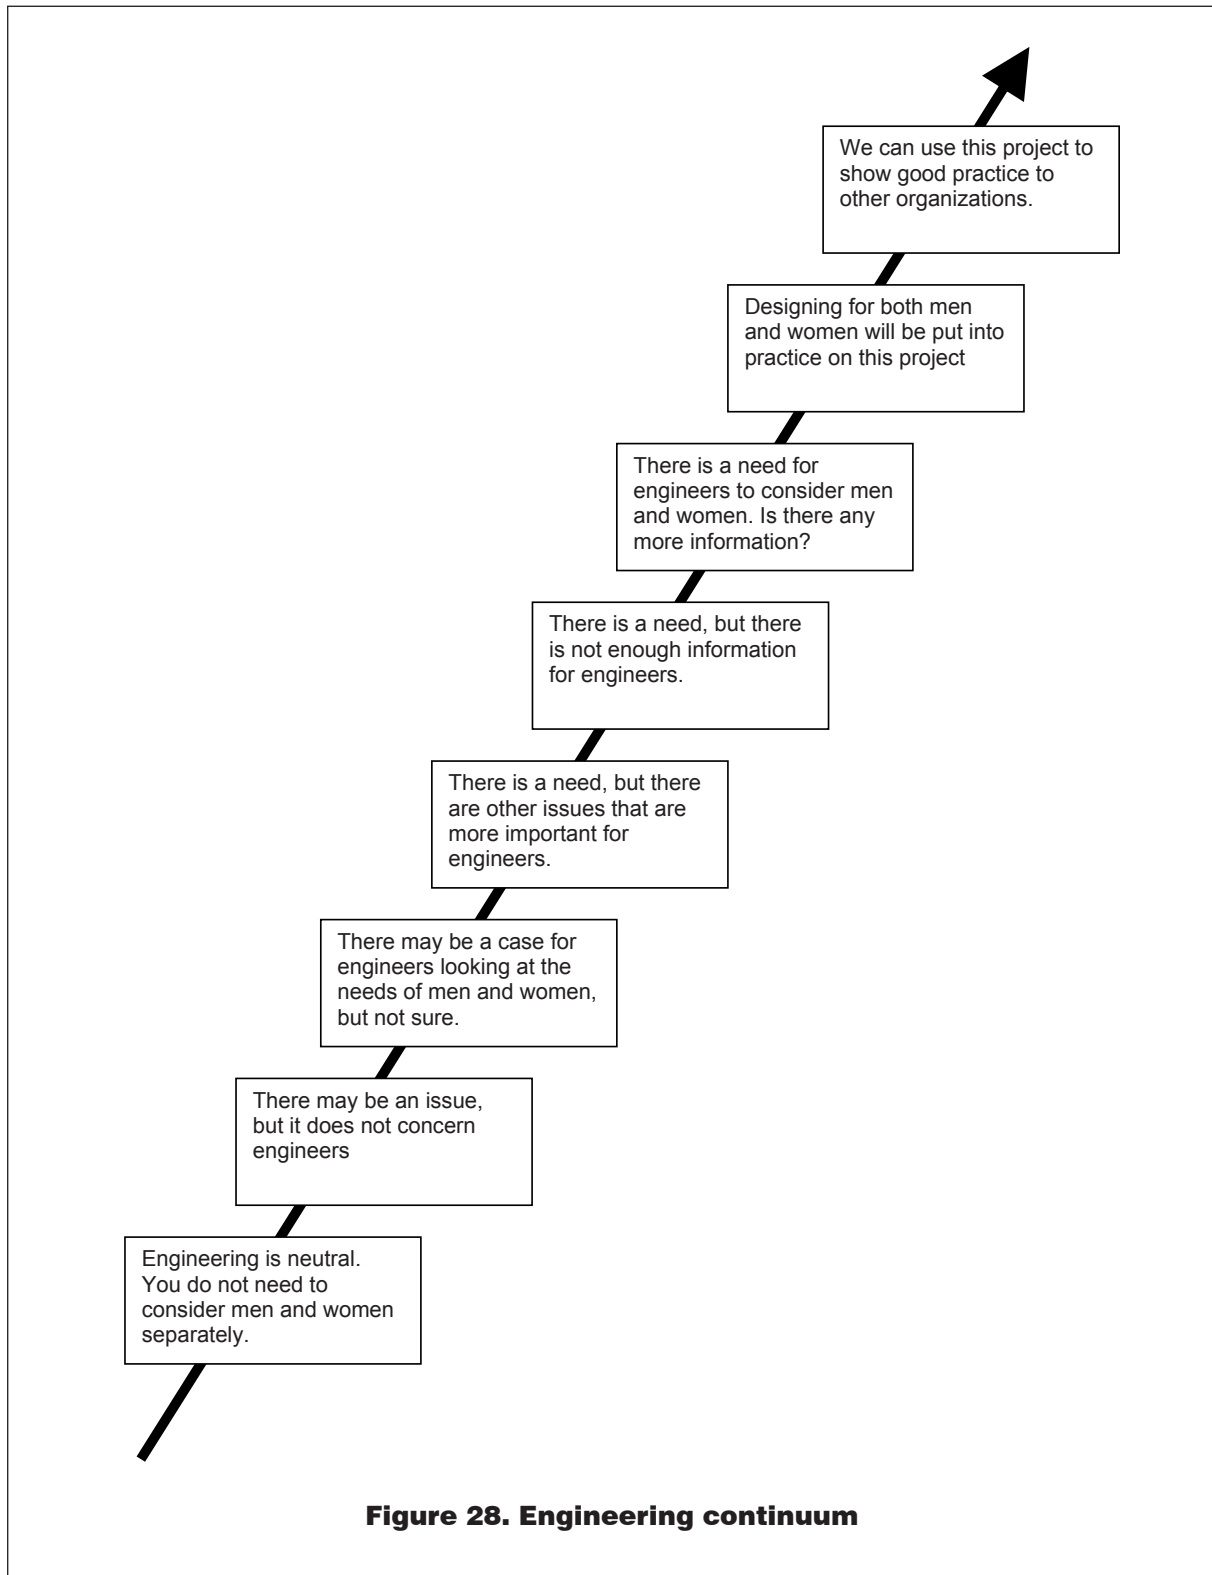 We can use this project to
show good practice to
other organizations.
Designing for both men
and women will be put into
practice on this project
There is a need for
engineers to consider men
and women. Is there any
more information?
There is a need, but there
is not enough information
for engineers.
There is a need, but there
are other issues that are
more important for
engineers.
There may be a case for
engineers looking at the
needs of men and women,
but not sure.
There may be an issue,
but it does not concern
engineers
Engineering is neutral.
You do not need to
consider men and women
separately.
Figure 28. Engineering continuum